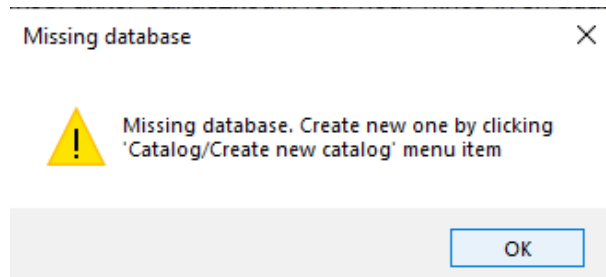 Missing database
Missing database. Create new one by clicking
'Catalog/Create new catalog' menu item
OK